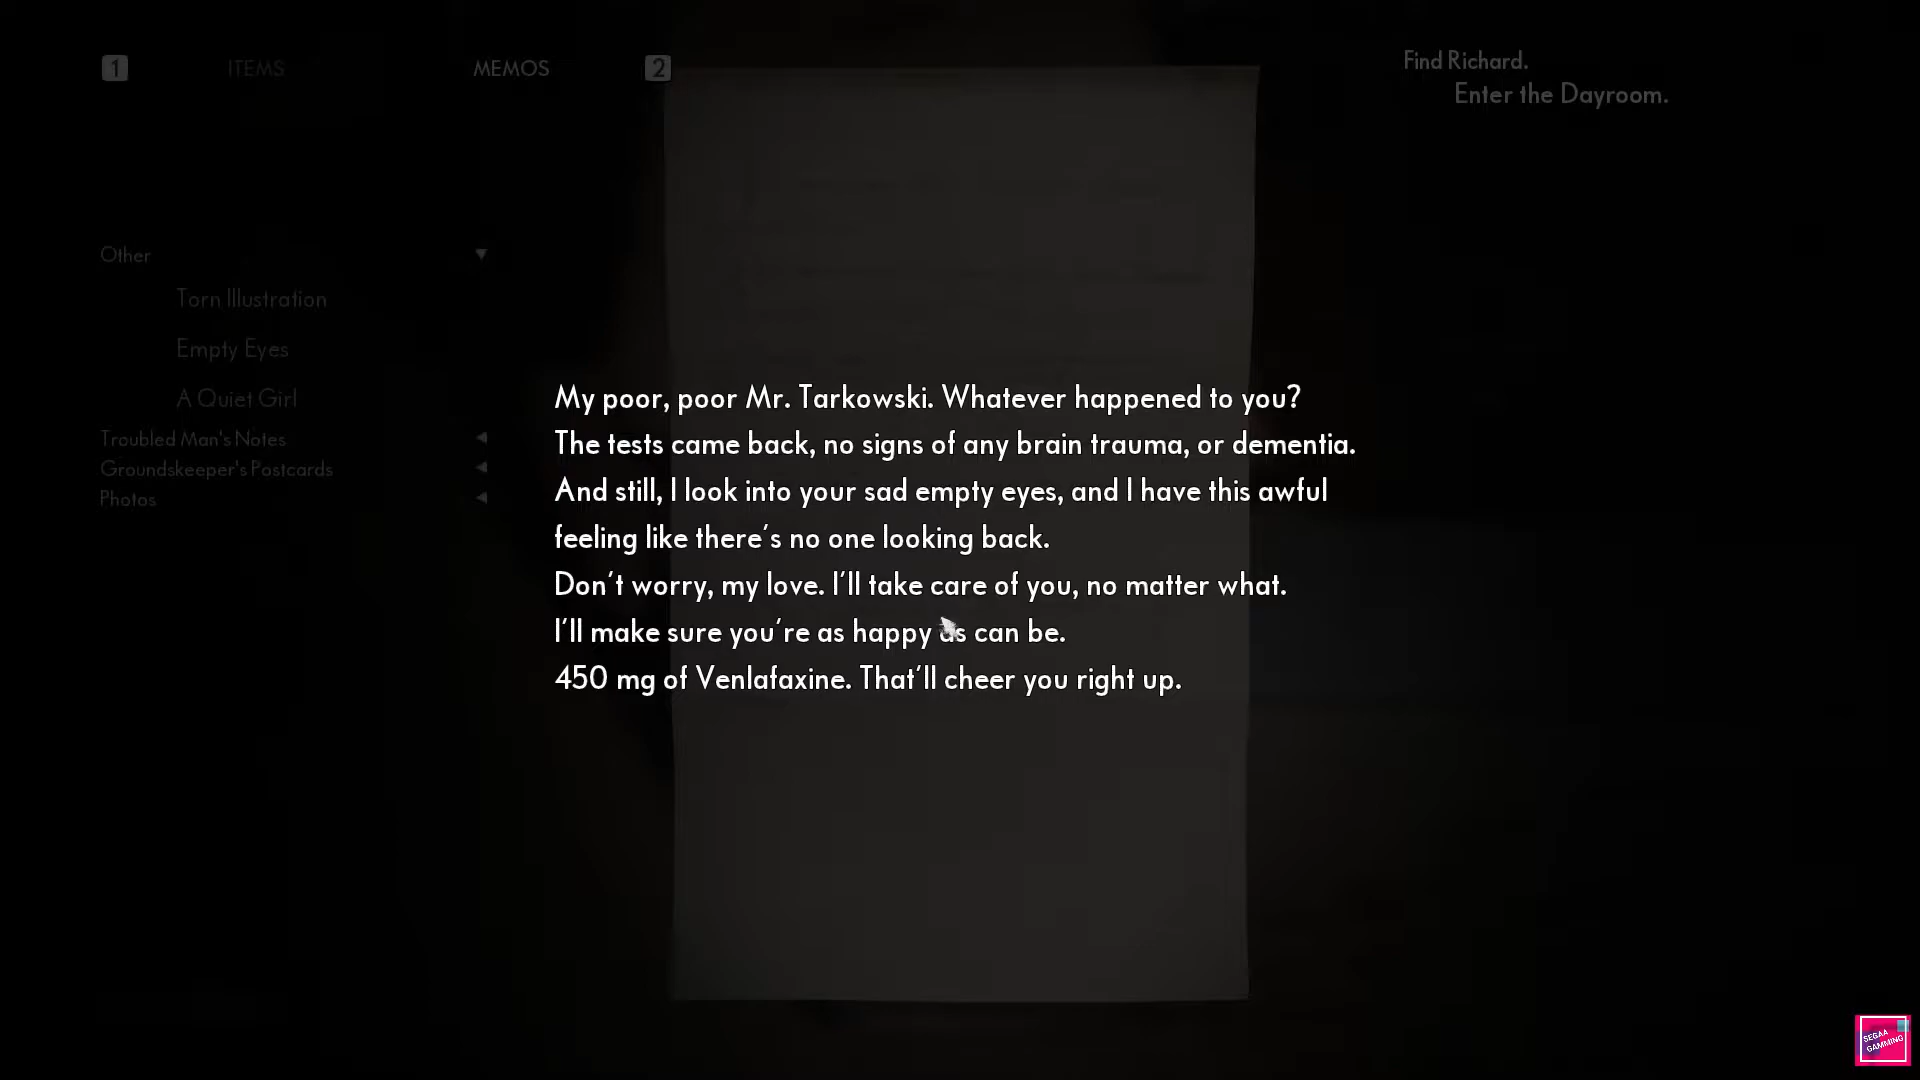 1 ITEMS MEMOS 2
Find Richard.
Enter the Dayroom.
Other
Torn Illustration
Empty Eyes
A Quiet Girl
Troubled Man's Notes
Groundskeeper's Postcards
Photos
My poor, poor Mr. Tarkowski. Whatever happened to you?
The tests came back, no signs of any brain trauma, or dementia.
And still, I look into your sad empty eyes, and I have this awful
feeling like there's no one looking back.
Don't worry, my love. I'll take care of you, no matter what.
I'll make sure you're as happy as can be.
450 mg of Venlafaxine. That'll cheer you right up.
SEGAA
GAMMING